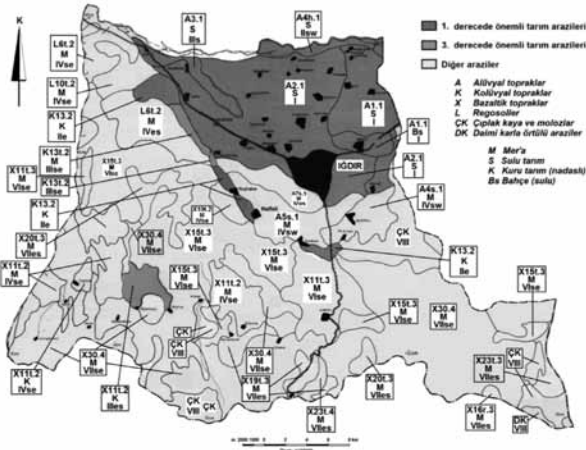 K
A3.1
S
IIIs
A4h.1
S
IIsw
L6t.2
M
IVse
L10t.2
M
IVse
K13.2
K
IIe
K13t.2
M
IIIse
X11t.3
M
VIse
K13t.2
M
IIIse
K13.2
K
IIe
X20t.3
M
VIIes
X11t.2
M
IVse
L6t.2
M
IVes
X15t.3
M
VIse
A2.1
S
I
A1.1
S
I
A1.1
Bs
I
IĞDIR
A2.1
S
I
A4s.1
M
IVsw
ÇK
VIII
A5s.1
M
IVsw
K13.2
K
IIe
X30.4
M
VIIse
X15t.3
M
VIse
X15t.3
M
VIse
X11t.3
M
VIse
X15t.3
M
VIse
X11t.2
M
IVse
X15t.3
M
VIse
X30.4
M
VIIse
X15t.3
M
VIse
ÇK
ÇK
VIII
X30.4
M
VIIse
X23t.3
M
VIIes
ÇK
VIII
X11t.2
K
IVse
X30.4
M
VIIse
X11t.2
K
IIIes
ÇK
VIII
ÇK
X19t.3
M
VIIes
X23t.4
M
VIIes
X20t.3
M
VIIes
X16r.3
M
VIIes
DK
VIII
1. derecede önemli tarım arazileri
3. derecede önemli tarım arazileri
Diğer araziler
A Alüvyal topraklar
K Kolüvyal topraklar
X Bazaltik topraklar
L Regosoller
ÇK Çıplak kaya ve molozlar
DK Daimi karla örtülü araziler
M Mer'a
S Sulu tarım
K Kuru tarım (nadaslı)
Bs Bahçe (sulu)